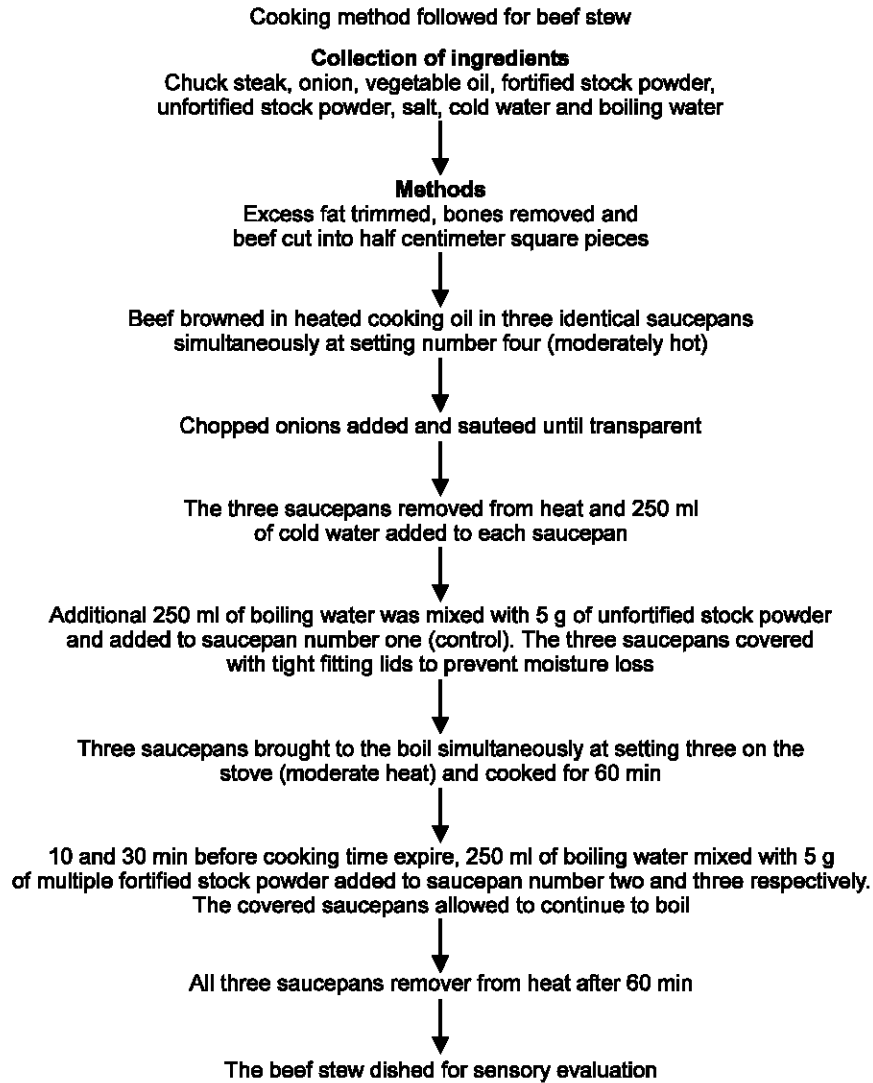 Cooking method followed for beef stew
Collection of ingredients
Chuck steak, onion, vegetable oil, fortified stock powder,
unfortified stock powder, salt, cold water and boiling water
Methods
Excess fat trimmed, bones removed and
beef cut into half centimeter square pieces
Beef browned in heated cooking oil in three identical saucepans
simultaneously at setting number four (moderately hot)
Chopped onions added and sauteed until transparent
The three saucepans removed from heat and 250 ml
of cold water added to each saucepan
Additional 250 ml of boiling water was mixed with 5 g of unfortified stock powder
and added to saucepan number one (control). The three saucepans covered
with tight fitting lids to prevent moisture loss
Three saucepans brought to the boil simultaneously at setting three on the
stove (moderate heat) and cooked for 60 min
10 and 30 min before cooking time expire, 250 ml of boiling water mixed with 5 g
of multiple fortified stock powder added to saucepan number two and three respectively.
The covered saucepans allowed to continue to boil
All three saucepans remover from heat after 60 min
The beef stew dished for sensory evaluation